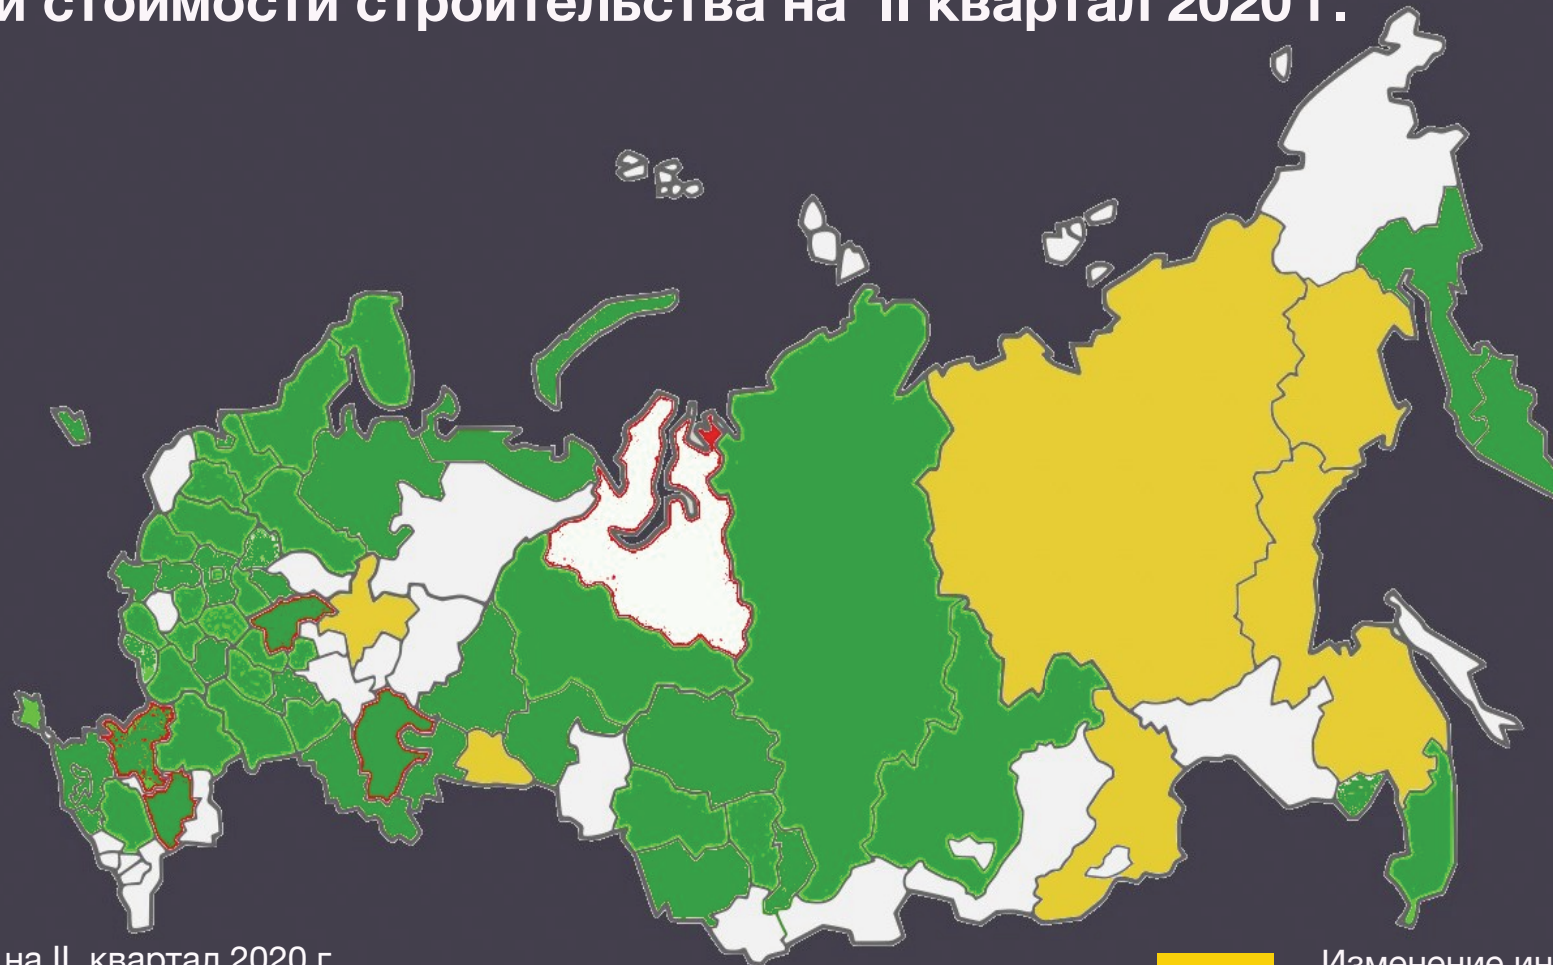 и стоимости строительства на II квартал 2020 г.
на II квартал 2020 г.
Изменение ин